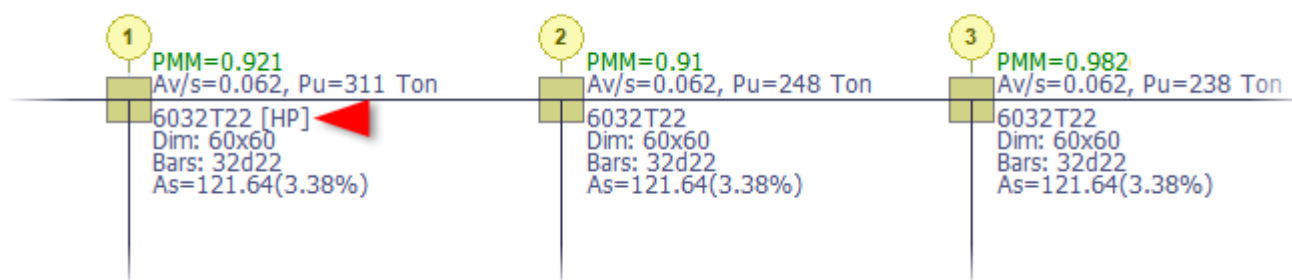 1
PMM=0.921
Av/s=0.062, Pu=311 Ton
6032T22 [HP]
Dim: 60x60
Bars: 32d22
As=121.64(3.38%)
2
PMM=0.91
Av/s=0.062, Pu=248 Ton
6032T22
Dim: 60x60
Bars: 32d22
As=121.64(3.38%)
3
PMM=0.982
Av/s=0.062, Pu=238 Ton
6032T22
Dim: 60x60
Bars: 32d22
As=121.64(3.38%)